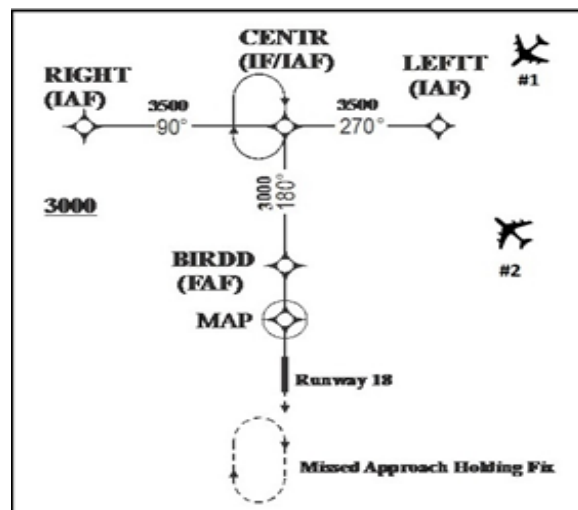 CENTR
(IF/IAF)
RIGHT
(IAF)
LEFTT
(IAF)
#1
3500
90°
3500
270°
3000
180°
3000
#2
BIRDD
(FAF)
MAP
Runway 18
Missed Approach Holding Fix